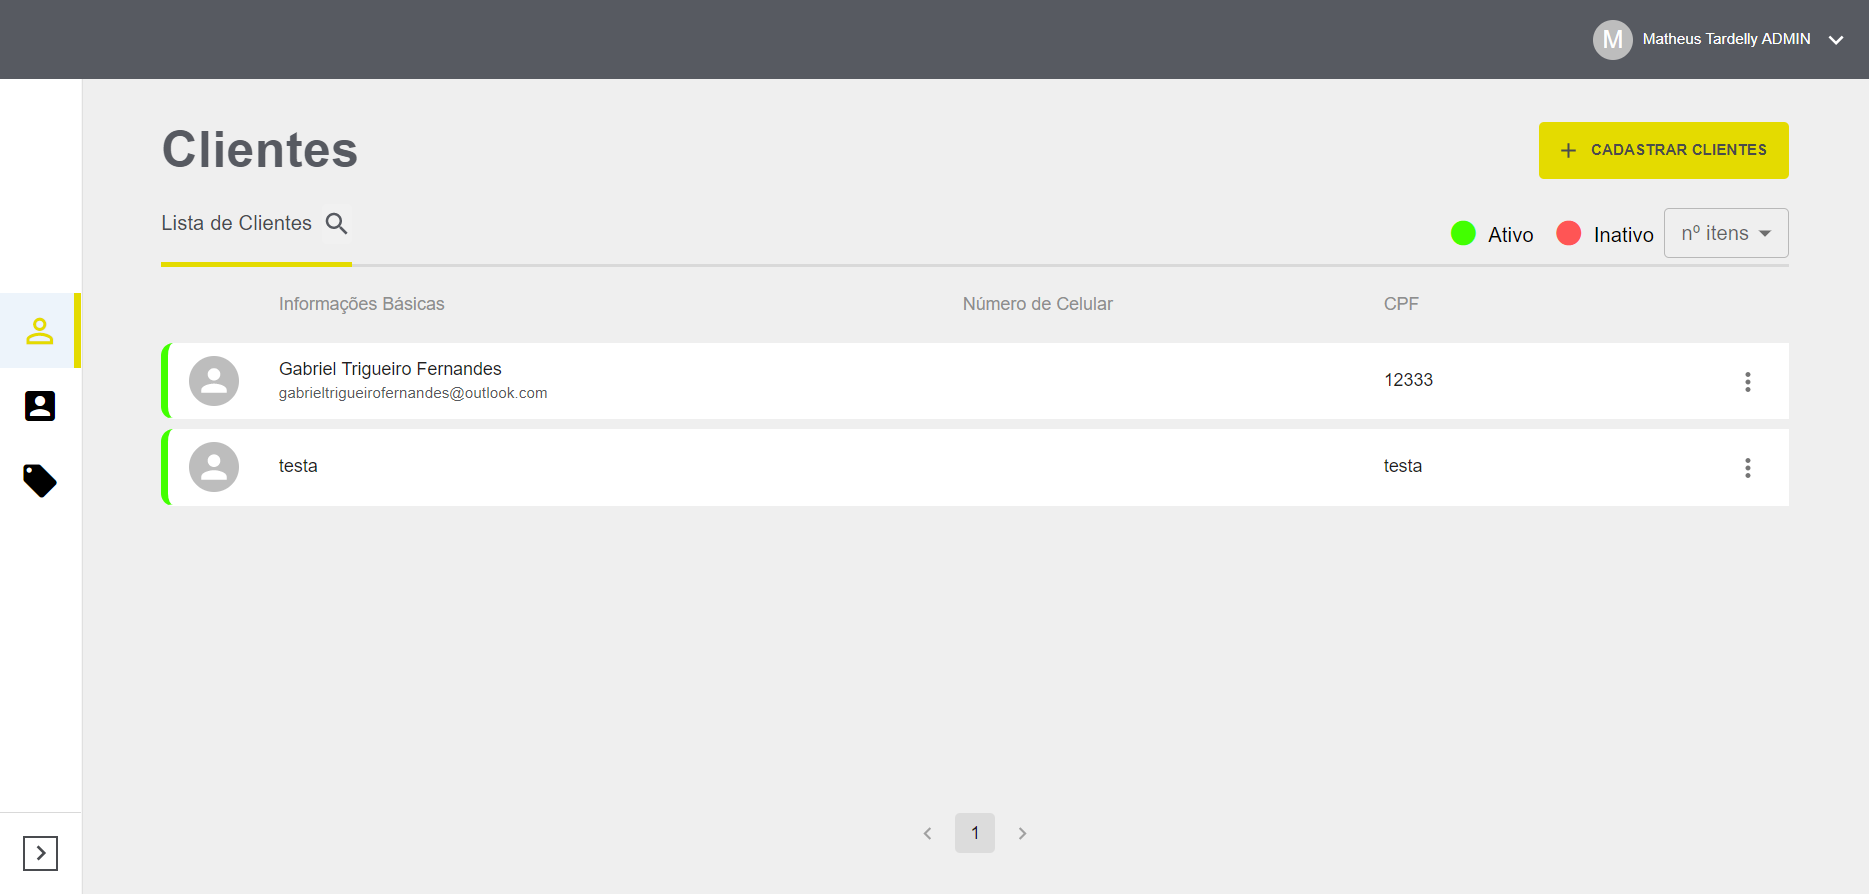 M Matheus Tardelly ADMIN
Clientes
+ CADASTRAR CLIENTES
Lista de Clientes
Ativo Inativo nº itens
Informações Básicas Número de Celular CPF
Gabriel Trigueiro Fernandes
gabrieltrigueirofernandes@outlook.com
12333
testa testa
1